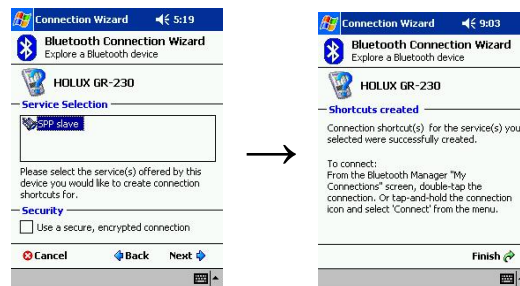 Connection Wizard 5:19
Bluetooth Connection Wizard
Explore a Bluetooth device
HOLUX GR-230
Service Selection
SPP slave
Please select the service(s) offered by this
device you would like to create connection
shortcuts for.
Security
Use a secure, encrypted connection
Cancel Back Next
Connection Wizard 9:03
Bluetooth Connection Wizard
Explore a Bluetooth device
HOLUX GR-230
Shortcuts created
Connection shortcut(s) for the service(s) you
selected were successfully created.
To connect:
From the Bluetooth Manager "My
Connections" screen, double-tap the
connection. Or tap-and-hold the connection
icon and select 'Connect' from the menu.
Finish